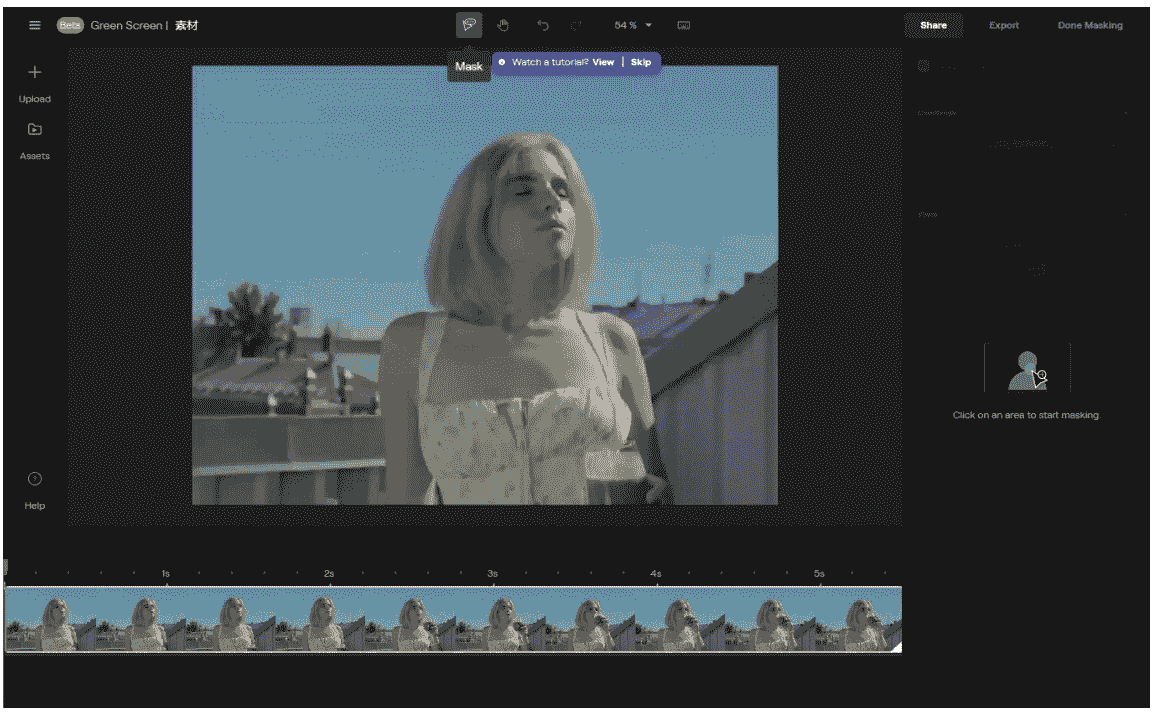 Beta Green Screen | 素材
54 %
Share
Export
Done Masking
Mask
Watch a tutorial? View | Skip
Upload
Assets
Click on an area to start masking.
Help
1s
2s
3s
4s
5s